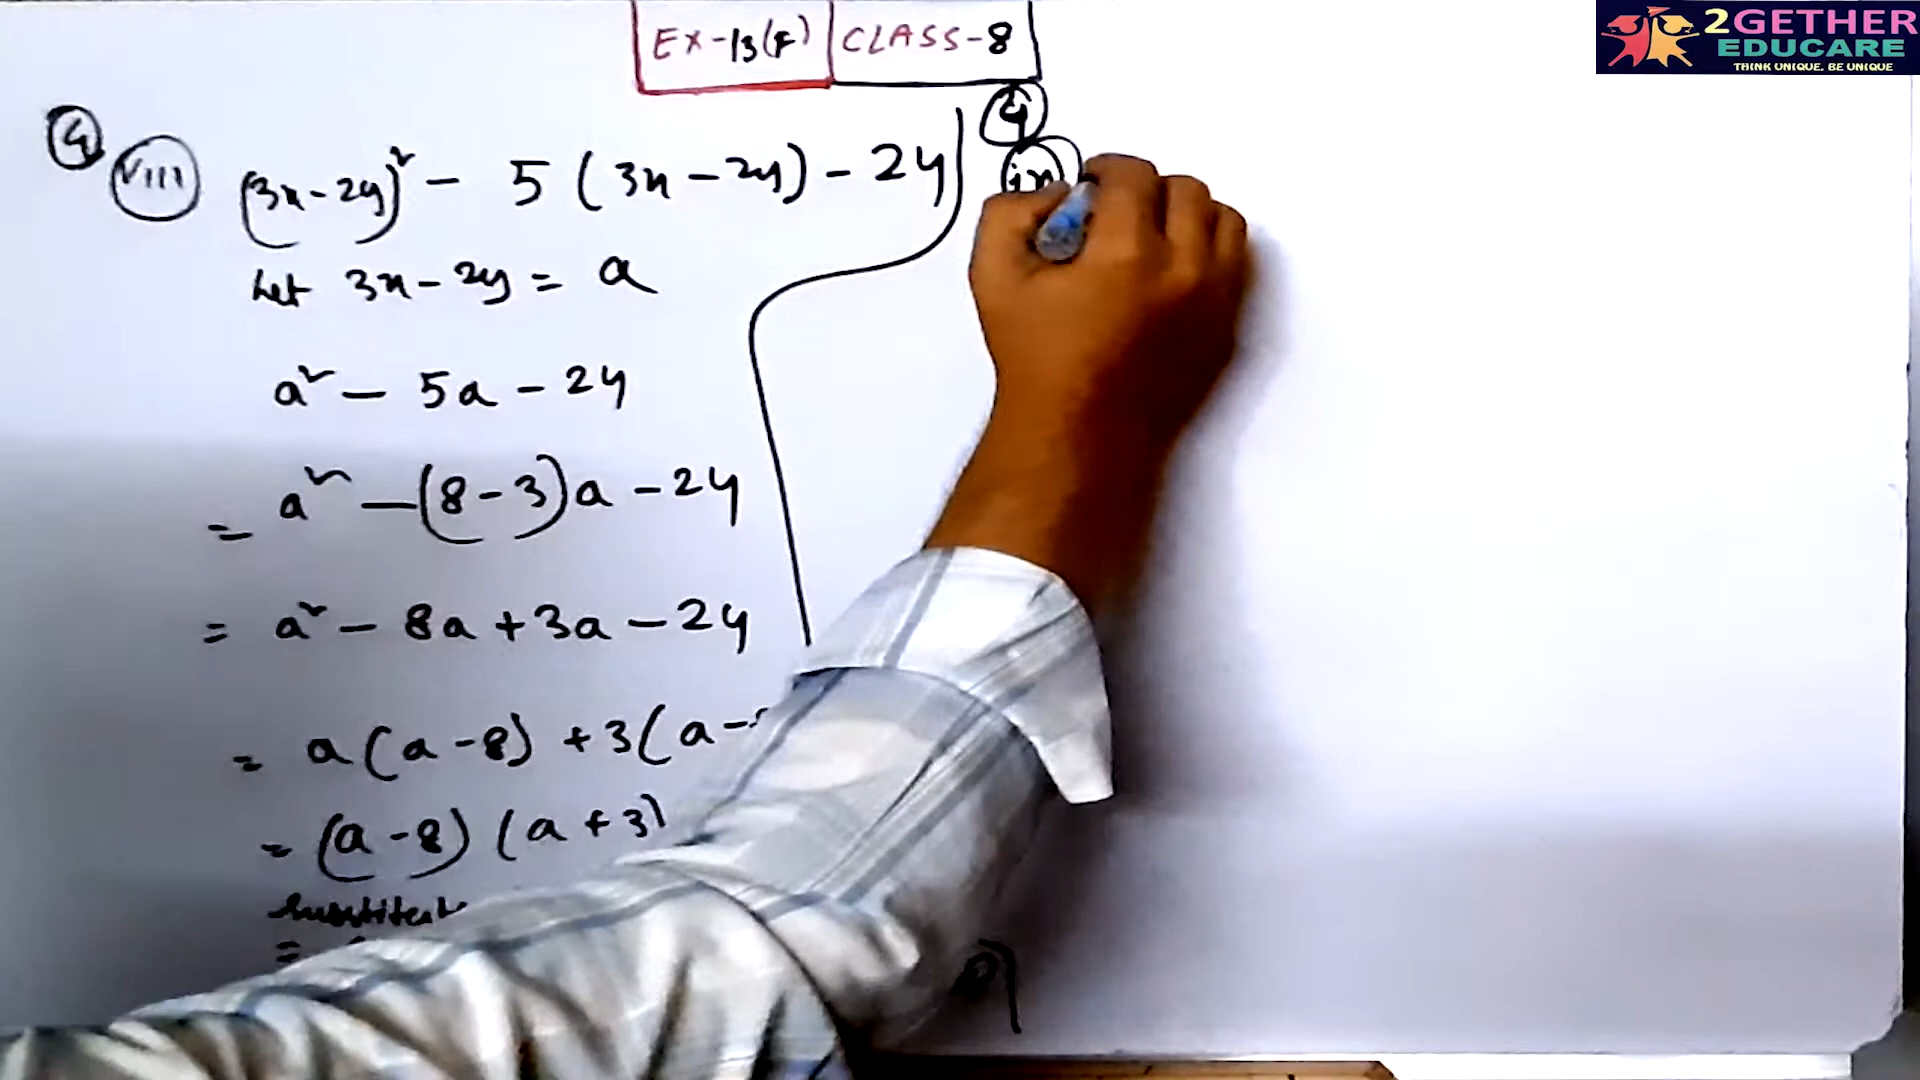 EX-13(F) CLASS-8
2GETHER
EDUCARE
THINK UNIQUE. BE UNIQUE
4
viii (3x-2y)² - 5(3x-2y) - 24
Let 3x-2y = a
a² - 5a - 24
= a² - (8-3)a - 24
= a² - 8a + 3a - 24
= a(a-8) + 3(a-
= (a-8)(a+3)
=
4
ix